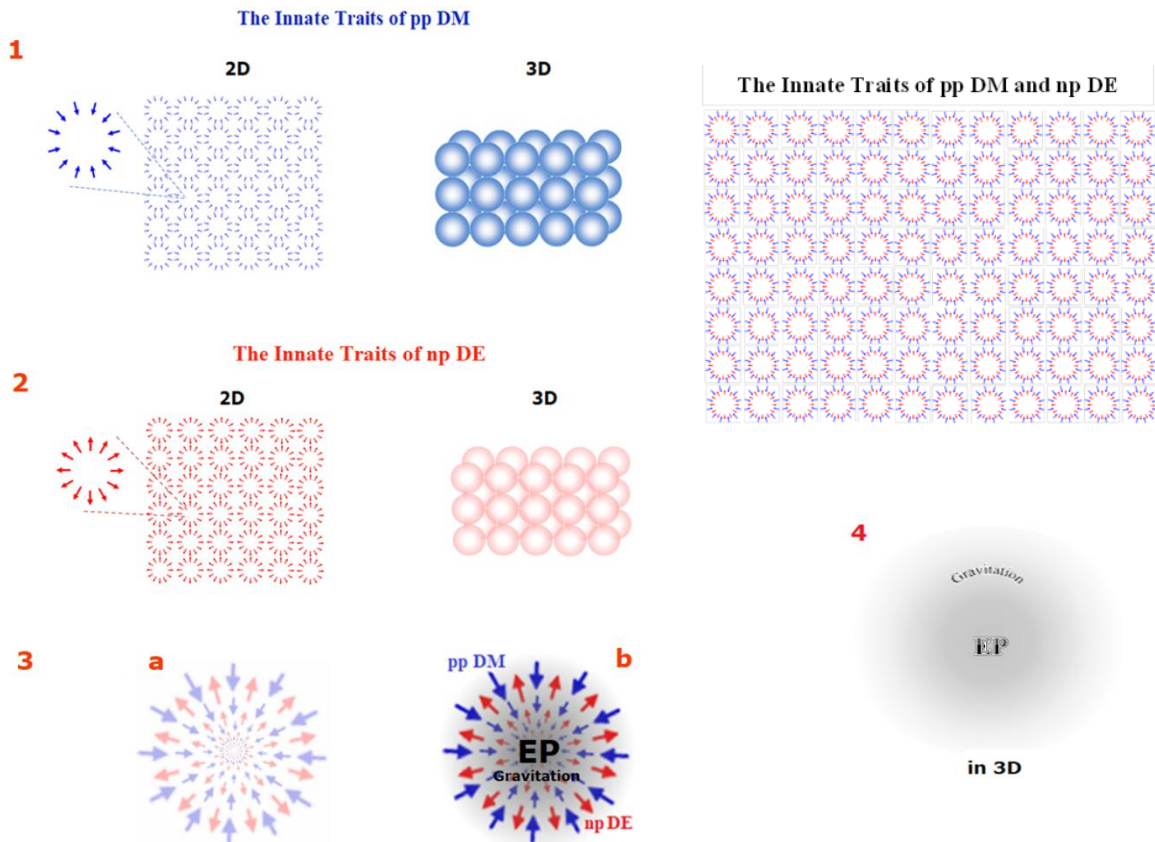 The Innate Traits of pp DM
1
2D
3D
The Innate Traits of pp DM and np DE
The Innate Traits of np DE
2
2D
3D
3
a
b
pp DM
EP
Gravitation
np DE
4
Gravitation
EP
in 3D